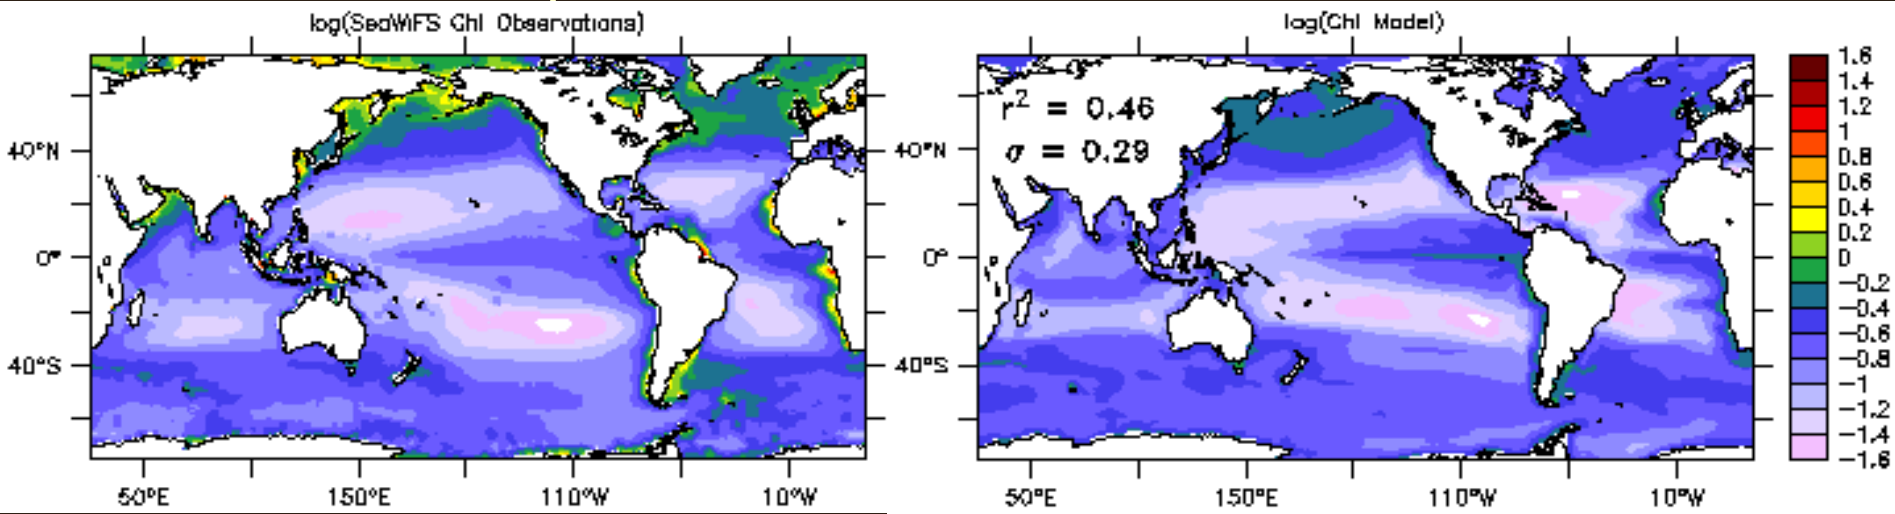 log(SeaWiFS Chl Observations)
log(Chl Model)
40°N
0°
40°S
50°E
150°E
110°W
10°W
r² = 0.46
σ = 0.29
40°N
0°
40°S
50°E
150°E
110°W
10°W
1.6
1.4
1.2
1
0.8
0.6
0.4
0.2
0
−0.2
−0.4
−0.6
−0.8
−1
−1.2
−1.4
−1.6